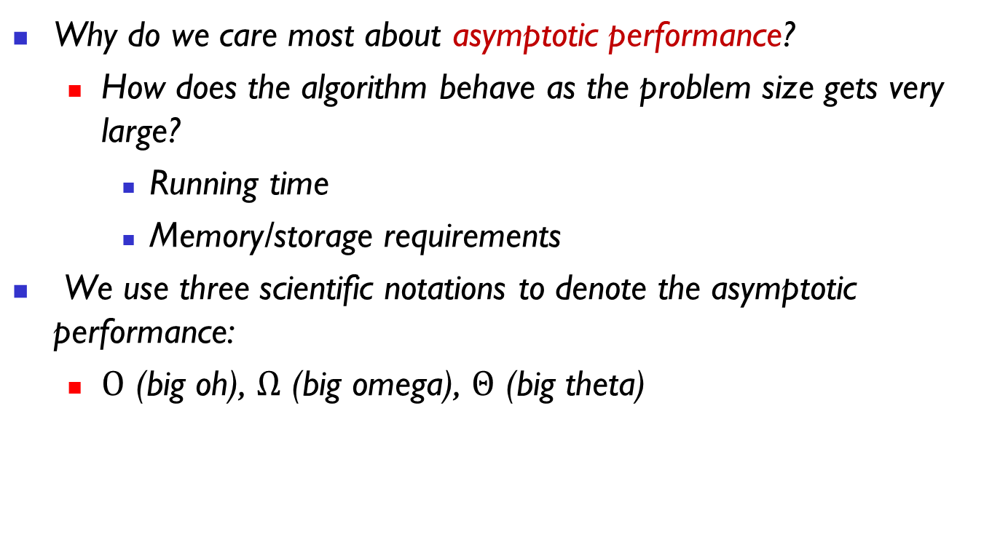 Why do we care most about asymptotic performance?
How does the algorithm behave as the problem size gets very
large?
Running time
Memory/storage requirements
We use three scientific notations to denote the asymptotic
performance:
Ο (big oh), Ω (big omega), Θ (big theta)